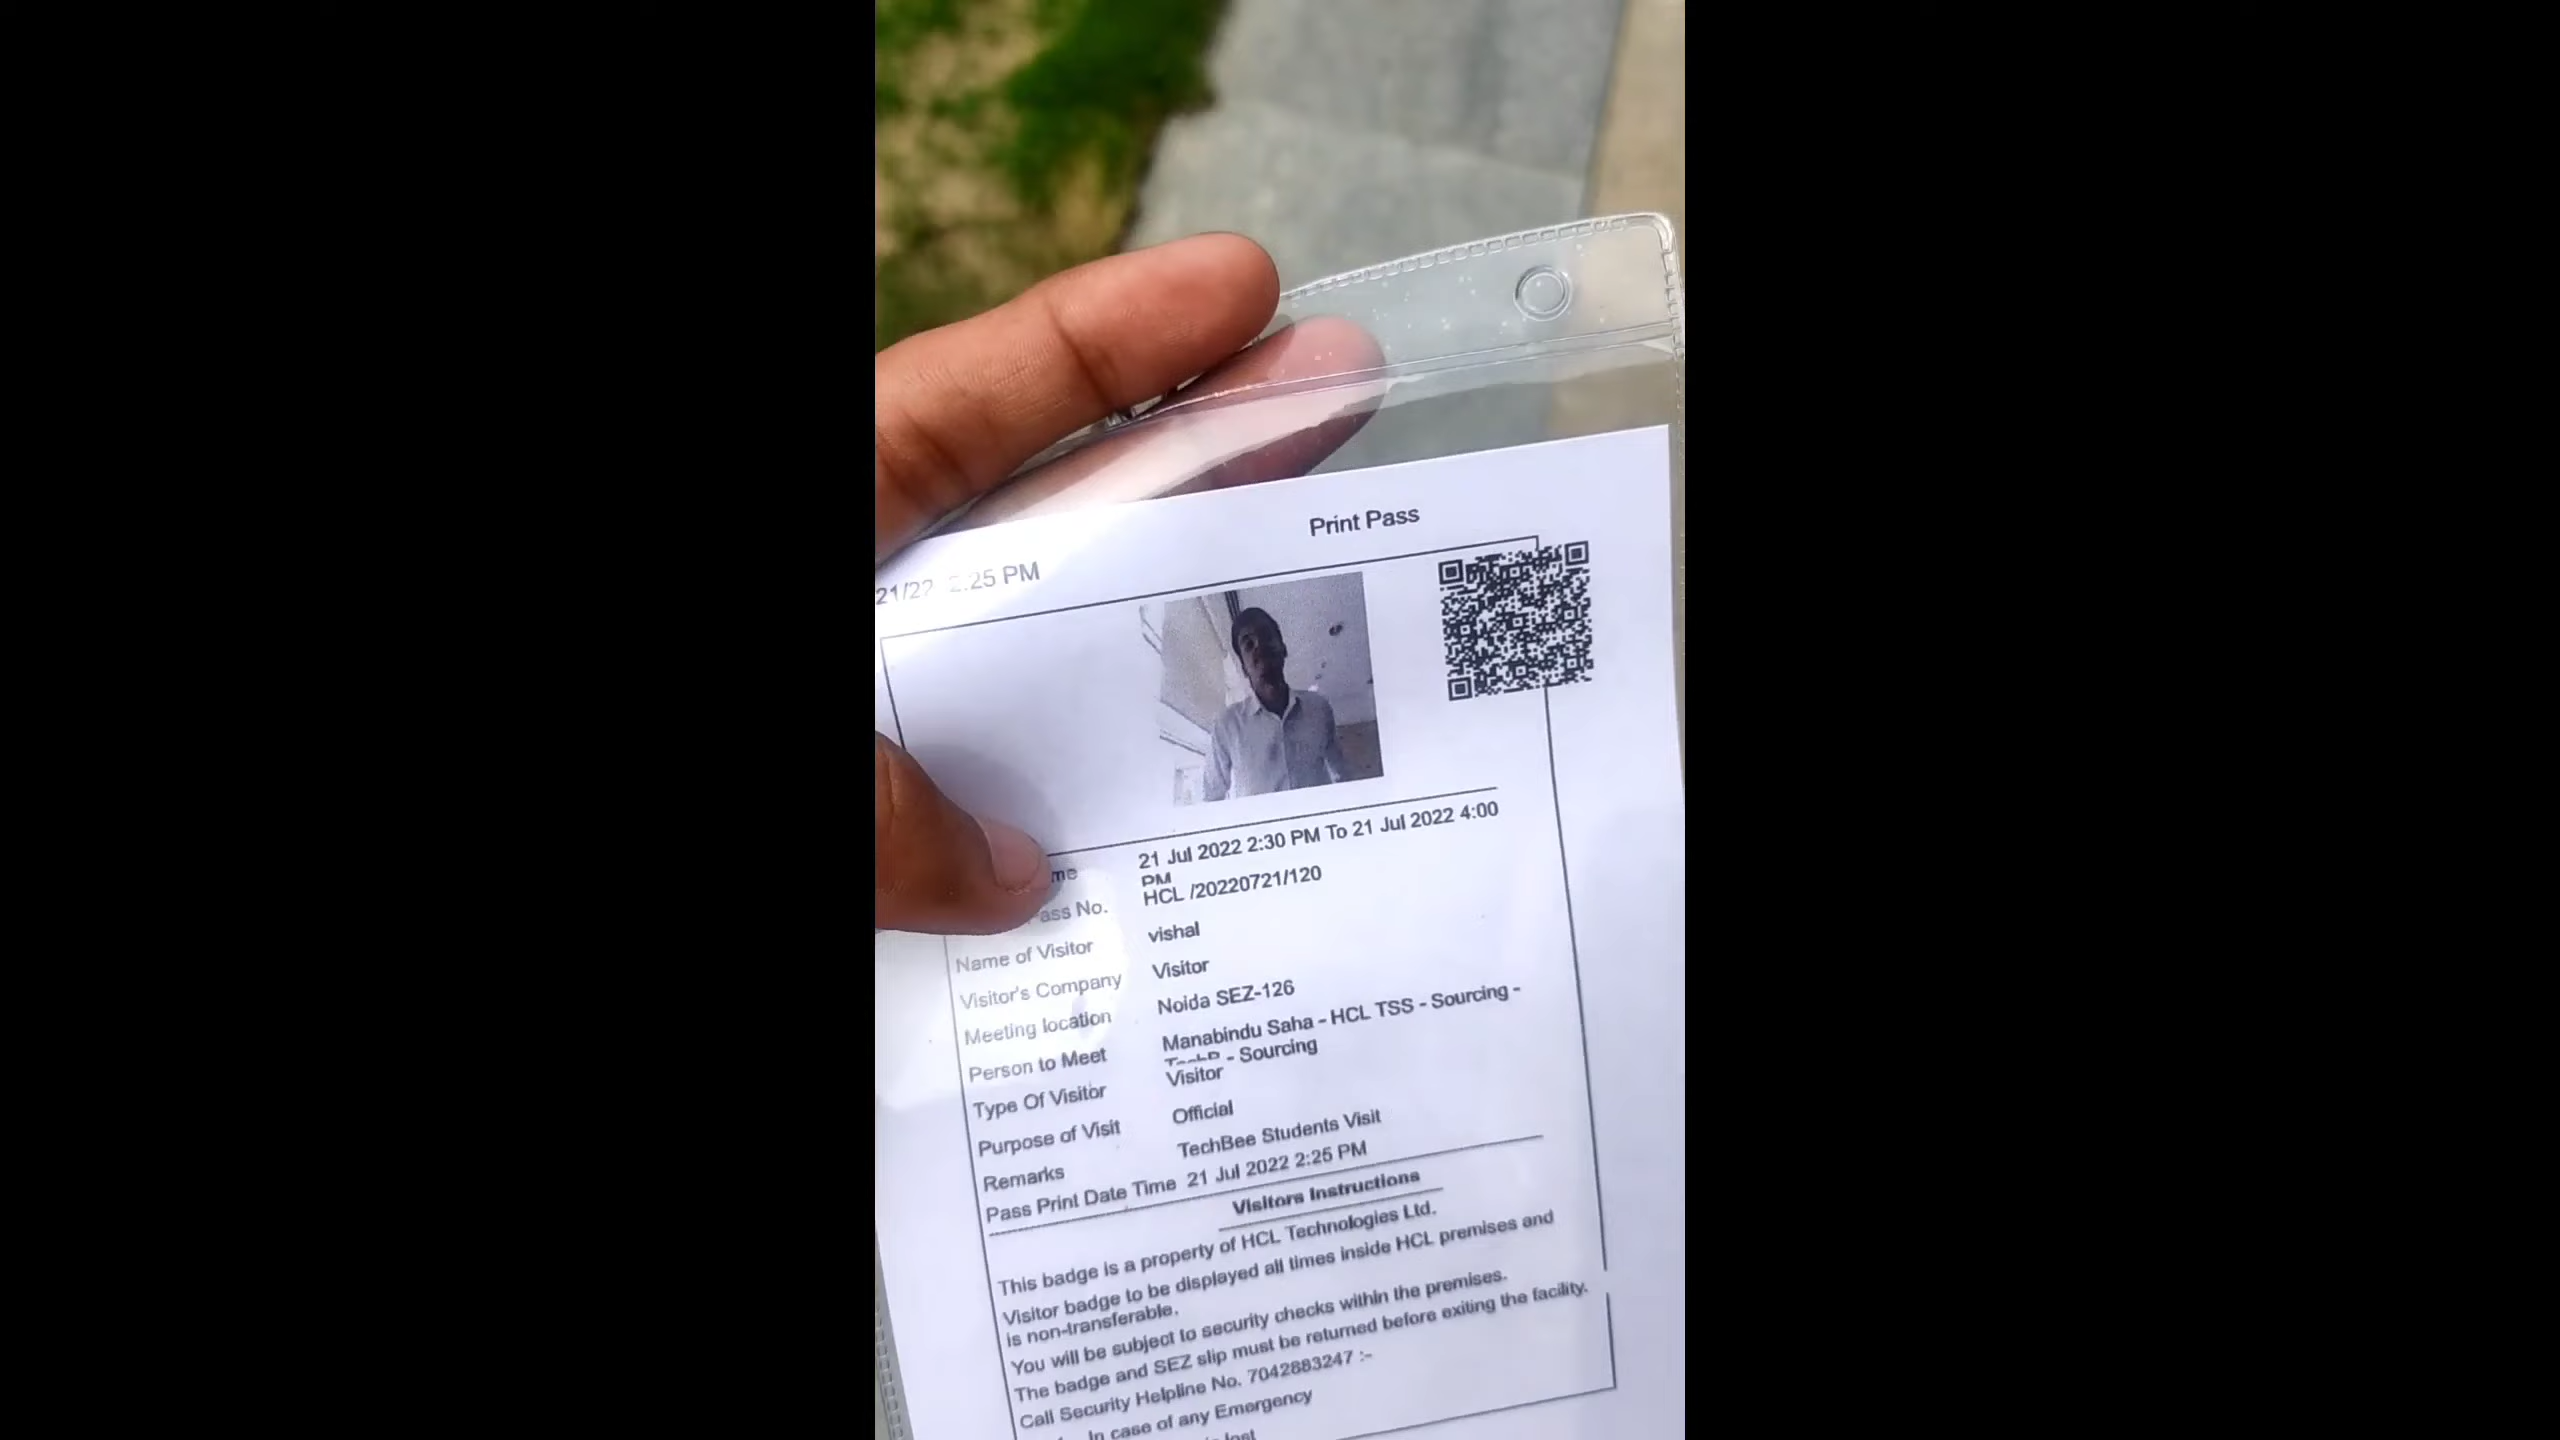 Print Pass
21/22 2:25 PM
21 Jul 2022 2:30 PM To 21 Jul 2022 4:00
PM
Pass No. HCL /20220721/120
Name of Visitor vishal
Visitor's Company Visitor
Meeting location Noida SEZ-126
Person to Meet Manabindu Saha - HCL TSS - Sourcing -
- Sourcing
Type Of Visitor Visitor
Purpose of Visit Official
Remarks TechBee Students Visit
Pass Print Date Time 21 Jul 2022 2:25 PM
Visitors Instructions
This badge is a property of HCL Technologies Ltd.
Visitor badge to be displayed all times inside HCL premises and
is non-transferable.
You will be subject to security checks within the premises.
The badge and SEZ slip must be returned before exiting the facility.
Call Security Helpline No. 7042883247 :-
In case of any Emergency
lost